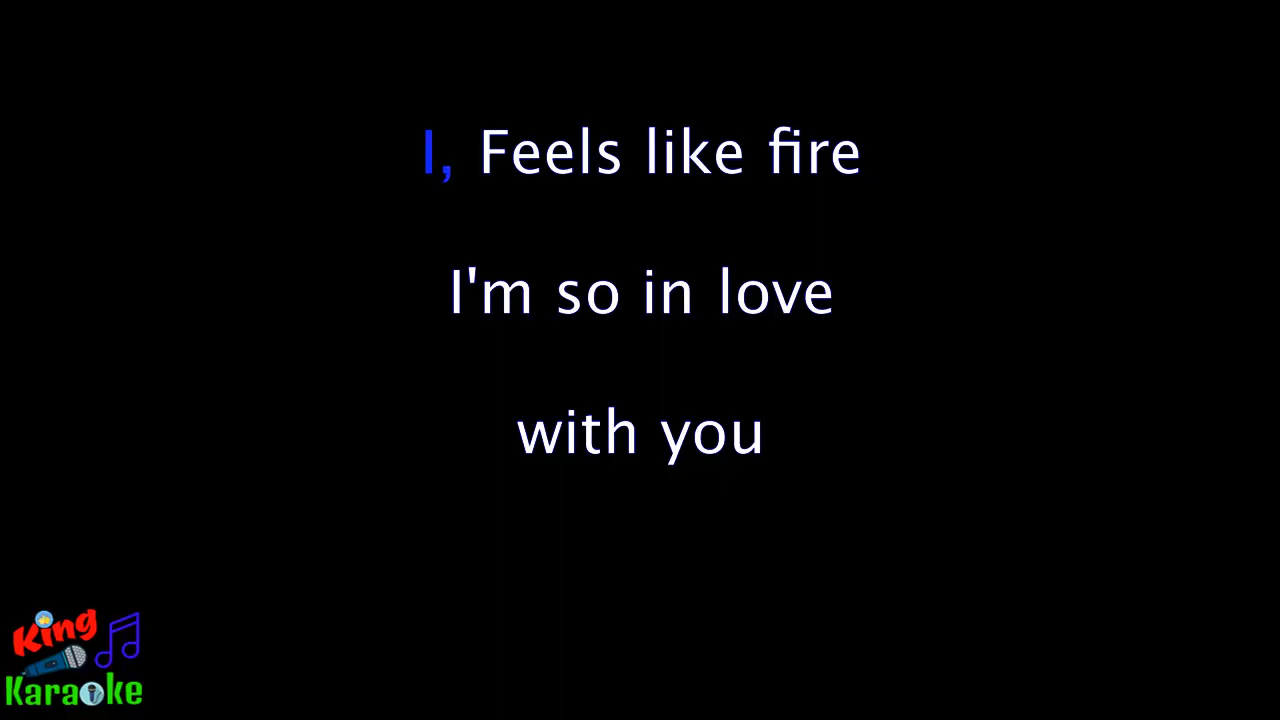 I, Feels like fire
I'm so in love
with you
King
Karaoke